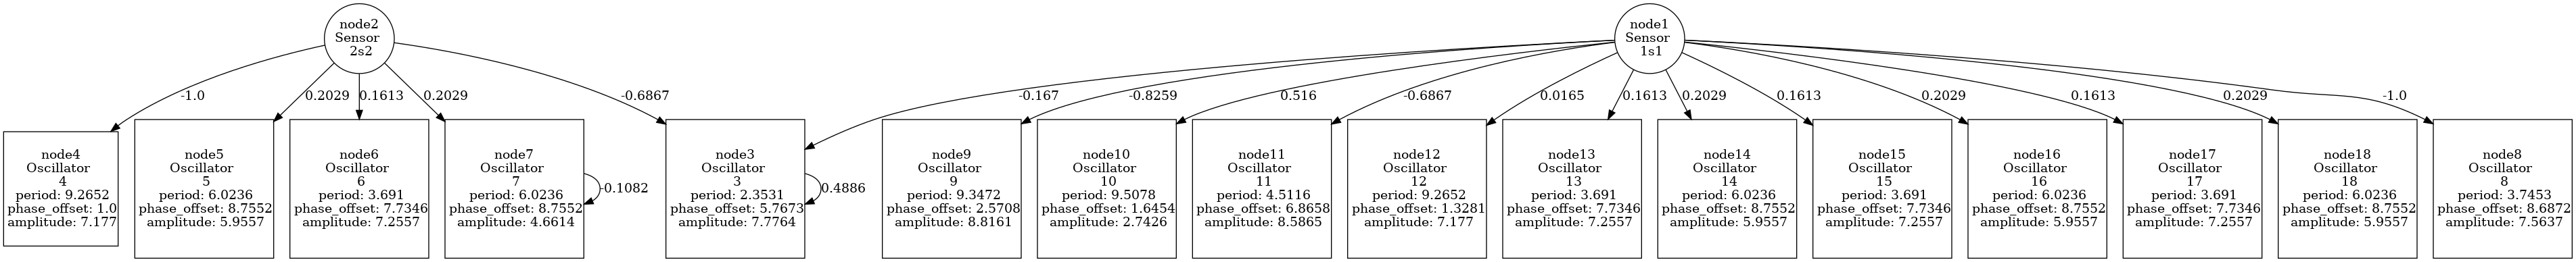 node2
Sensor
2s2
node1
Sensor
1s1
-1.0
0.2029
0.1613
0.2029
-0.6867
-0.167
-0.8259
0.516
-0.6867
0.0165
0.1613
0.2029
0.1613
0.2029
0.1613
0.2029
-1.0
node4
Oscillator
4
period: 9.2652
phase_offset: 1.0
amplitude: 7.177
node5
Oscillator
5
period: 6.0236
phase_offset: 8.7552
amplitude: 5.9557
node6
Oscillator
6
period: 3.691
phase_offset: 7.7346
amplitude: 7.2557
node7
Oscillator
7
period: 6.0236
phase_offset: 8.7552
amplitude: 4.6614
-0.1082
node3
Oscillator
3
period: 2.3531
phase_offset: 5.7673
amplitude: 7.7764
0.4886
node9
Oscillator
9
period: 9.3472
phase_offset: 2.5708
amplitude: 8.8161
node10
Oscillator
10
period: 9.5078
phase_offset: 1.6454
amplitude: 2.7426
node11
Oscillator
11
period: 4.5116
phase_offset: 6.8658
amplitude: 8.5865
node12
Oscillator
12
period: 9.2652
phase_offset: 1.3281
amplitude: 7.177
node13
Oscillator
13
period: 3.691
phase_offset: 7.7346
amplitude: 7.2557
node14
Oscillator
14
period: 6.0236
phase_offset: 8.7552
amplitude: 5.9557
node15
Oscillator
15
period: 3.691
phase_offset: 7.7346
amplitude: 7.2557
node16
Oscillator
16
period: 6.0236
phase_offset: 8.7552
amplitude: 5.9557
node17
Oscillator
17
period: 3.691
phase_offset: 7.7346
amplitude: 7.2557
node18
Oscillator
18
period: 6.0236
phase_offset: 8.7552
amplitude: 5.9557
node8
Oscillator
8
period: 3.7453
phase_offset: 8.6872
amplitude: 7.5637